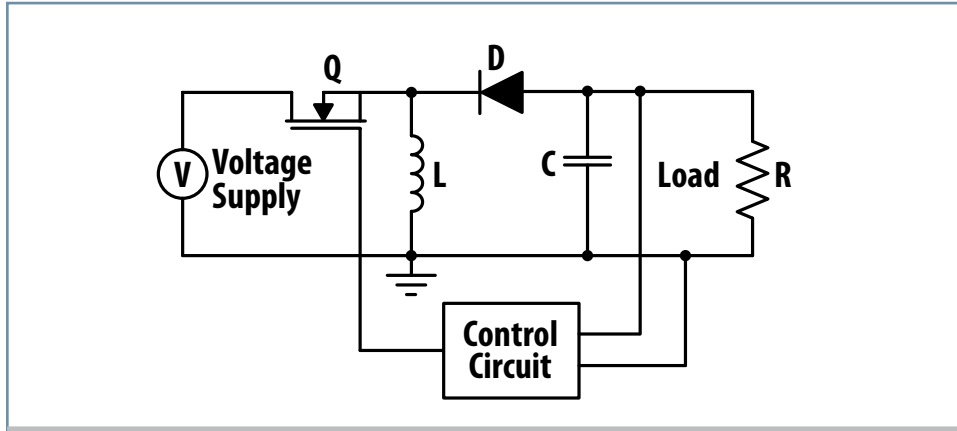 Q
D
V
Voltage
Supply
L
C
Load
R
Control
Circuit